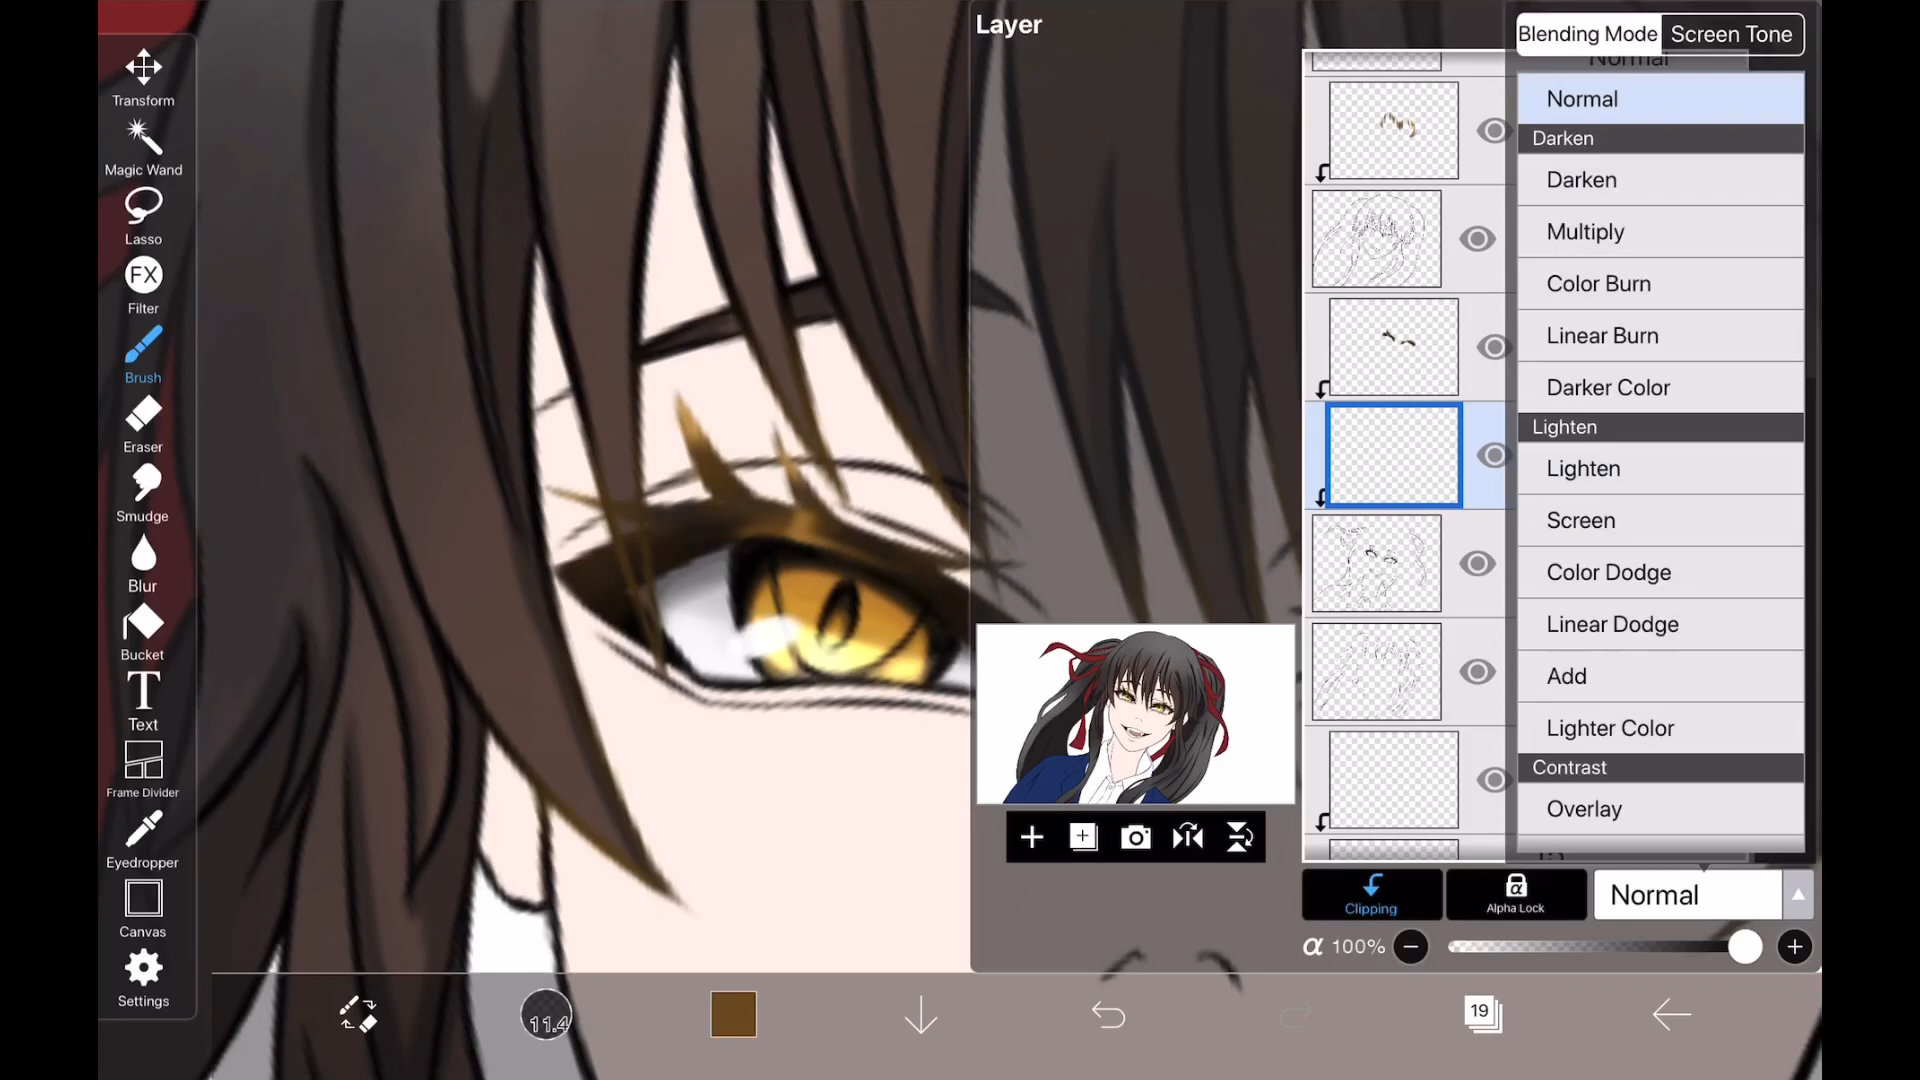 Transform
Magic Wand
Lasso
FX
Filter
Brush
Eraser
Smudge
Blur
Bucket
T
Text
Frame Divider
Eyedropper
Canvas
Settings
11.4
19
Layer
Blending Mode
Screen Tone
Normal
Normal
Darken
Darken
Multiply
Color Burn
Linear Burn
Darker Color
Lighten
Lighten
Screen
Color Dodge
Linear Dodge
Add
Lighter Color
Contrast
Overlay
Clipping
α
Alpha Lock
Normal
α 100%